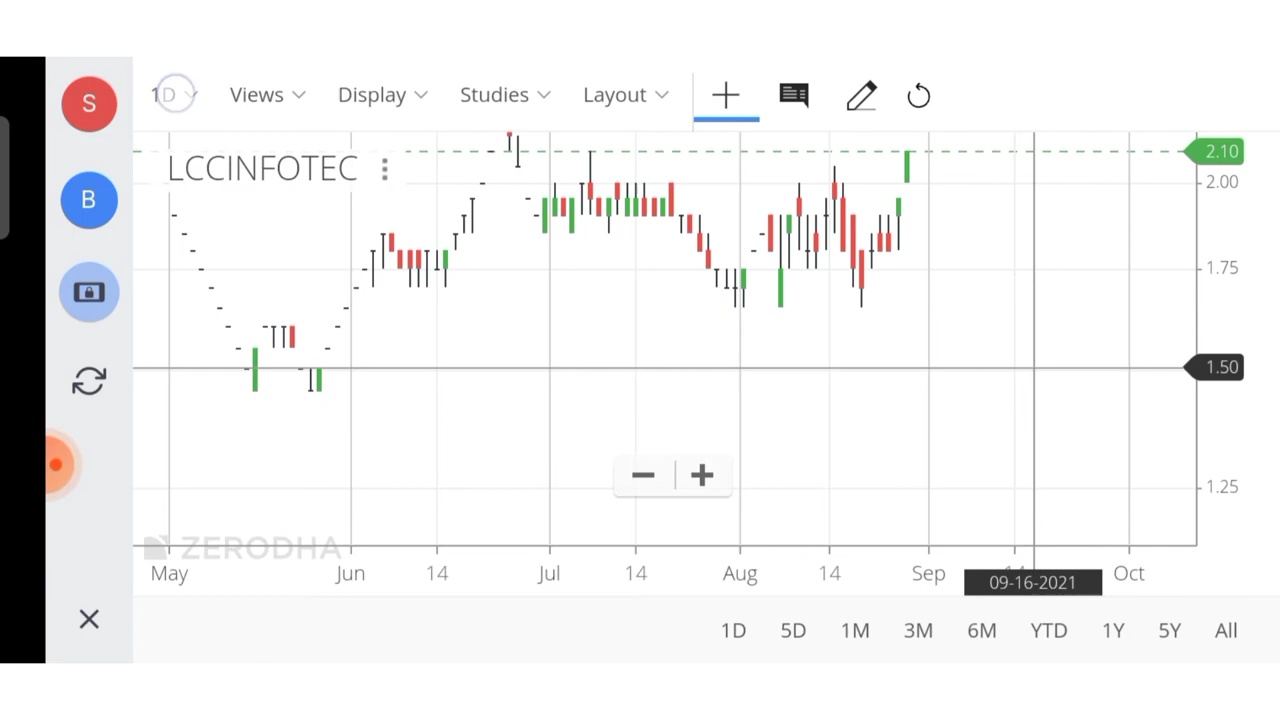 S
1D Views Display Studies Layout
LCCINFOTEC
2.10
2.00
B
1.75
1.50
1.25
ZERODHA
May Jun 14 Jul 14 Aug 14 Sep 14 Oct
09-16-2021
1D 5D 1M 3M 6M YTD 1Y 5Y All